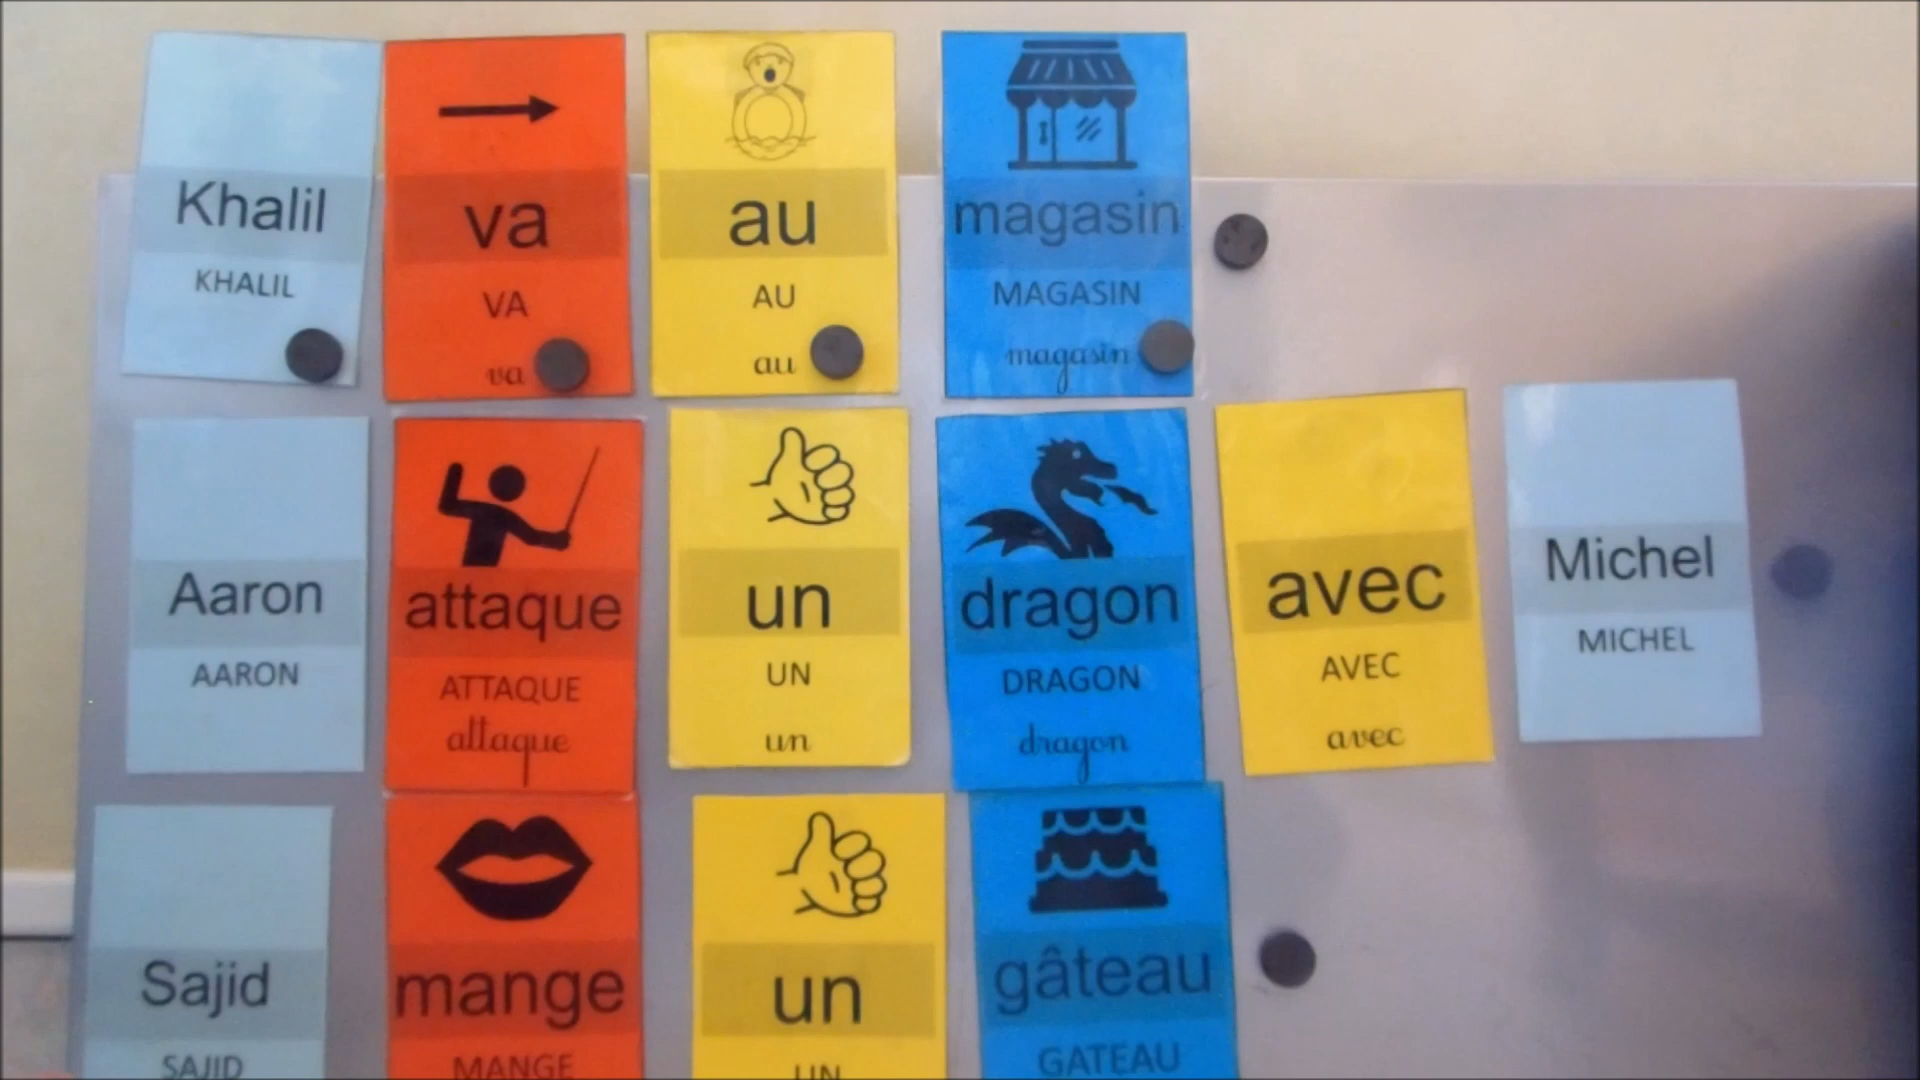 Khalil va au magasin
KHALIL VA AU MAGASIN
va au magasin
Aaron attaque un dragon avec Michel
AARON ATTAQUE UN DRAGON AVEC MICHEL
attaque un dragon avec
Sajid mange un gâteau
SAJID MANGE UN GATEAU